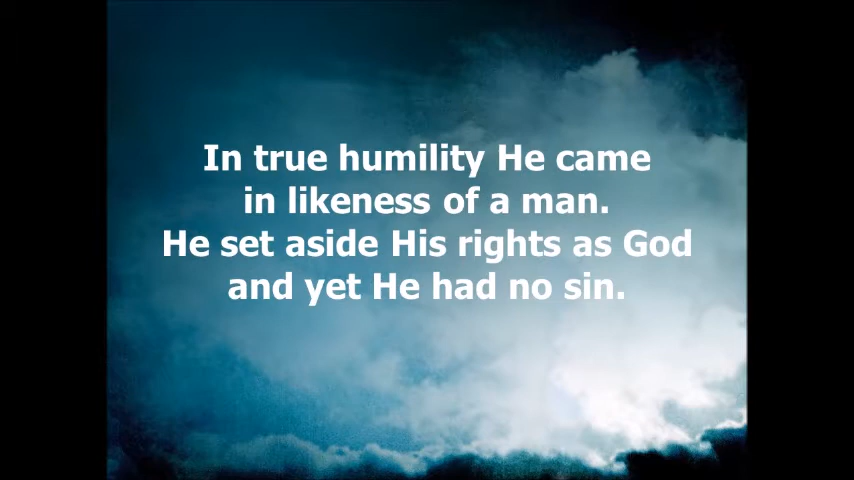 In true humility He came
in likeness of a man.
He set aside His rights as God
and yet He had no sin.